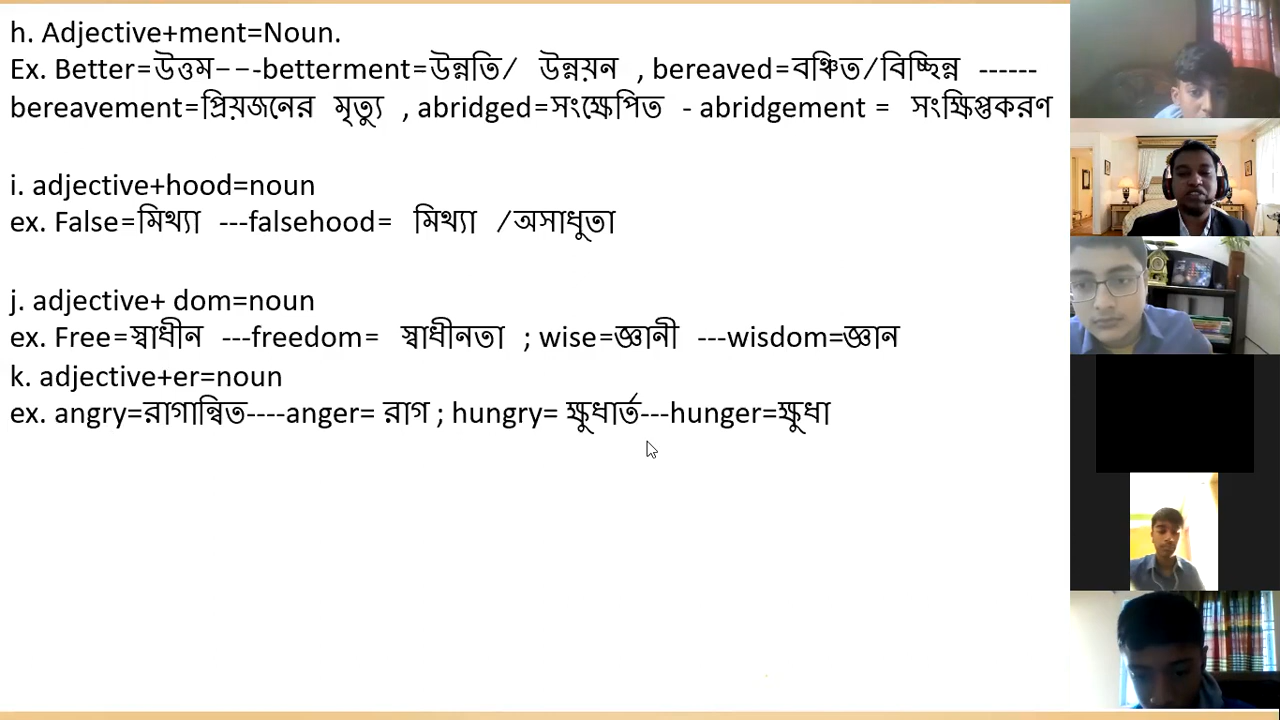 h. Adjective+ment=Noun.
Ex. Better=উত্তম–––betterment=উন্নতি/ উন্নয়ন , bereaved=বঞ্চিত/বিচ্ছিন্ন ------
bereavement=প্রিয়জনের মৃত্যু , abridged=সংক্ষেপিত - abridgement = সংক্ষিপ্তকরণ
i. adjective+hood=noun
ex. False=মিথ্যা ---falsehood= মিথ্যা /অসাধুতা
j. adjective+ dom=noun
ex. Free=স্বাধীন ---freedom= স্বাধীনতা ; wise=জ্ঞানী ---wisdom=জ্ঞান
k. adjective+er=noun
ex. angry=রাগান্বিত----anger= রাগ ; hungry= ক্ষুধার্ত---hunger=ক্ষুধা